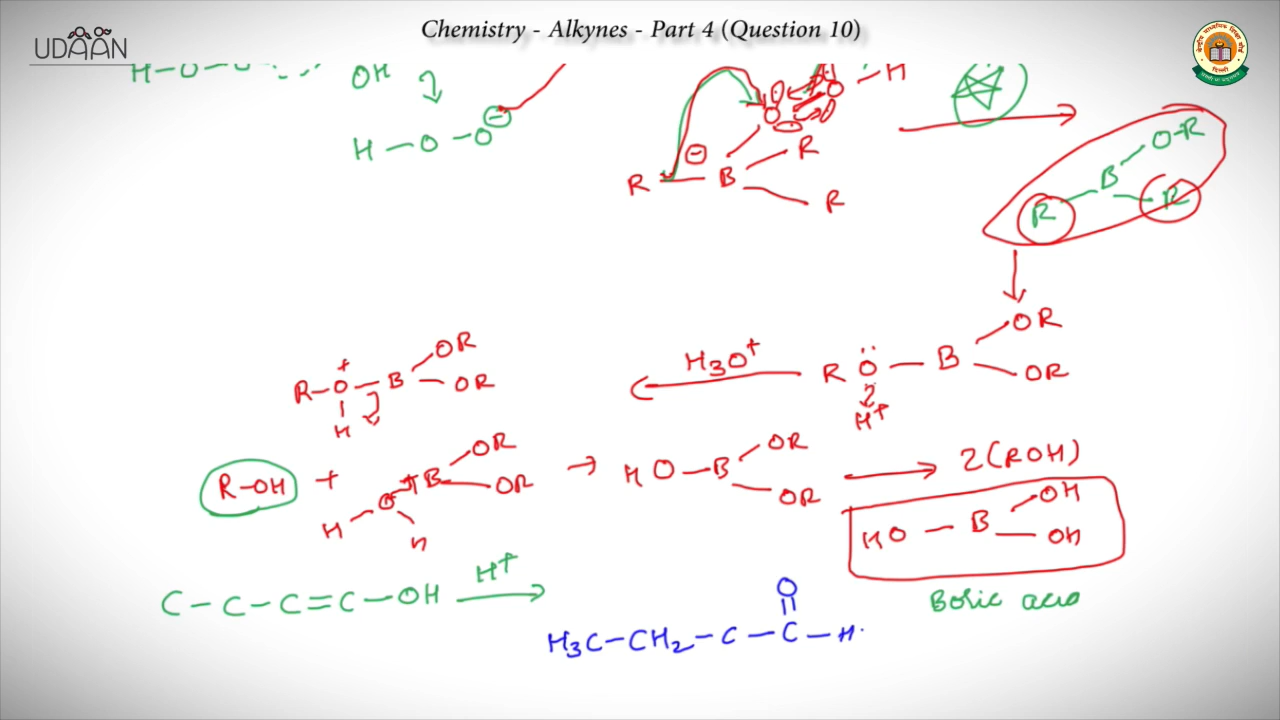 Chemistry - Alkynes - Part 4 (Question 10)
UDAAN
OH H
H - O - O ⊖
⊖
R - B - R
R
O-R
B
R R
R-O⁺-B OR
OR
H
H3O+
R Ö - B OR
OR
H+
R-OH + H O⁺ B OR
OR
H
→ HO-B OR
OR
→ 2(ROH)
HO - B OH
OH
Boric acid
C - C - C = C - OH H+ →
O
H3C - CH2 - C - C - H